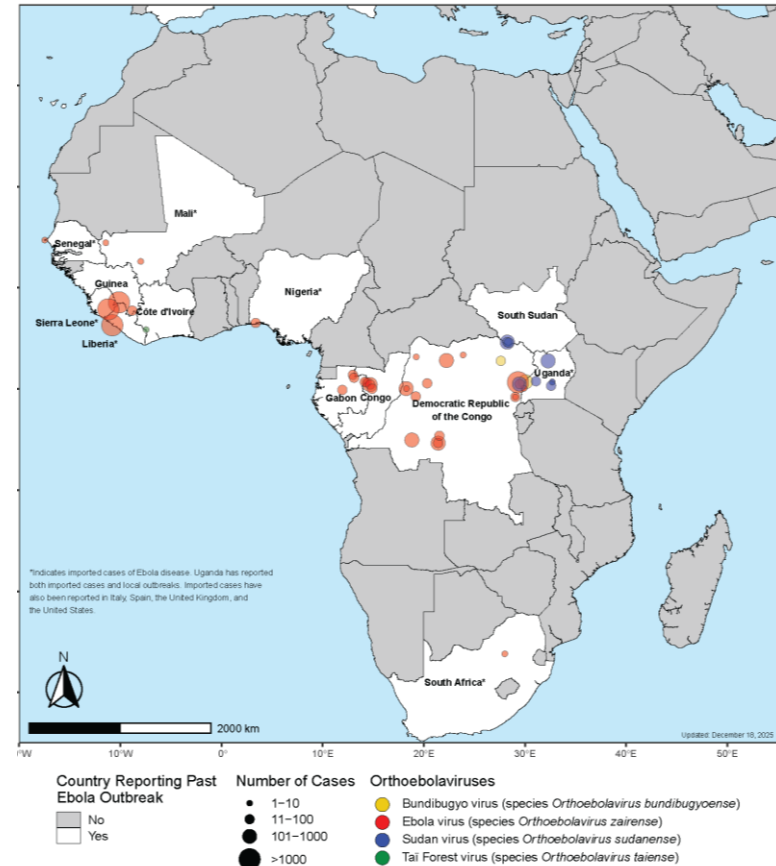 Mali*
Senegal*
Guinea
Côte d'Ivoire
Sierra Leone*
Liberia*
Nigeria*
South Sudan
Uganda*
Gabon Congo
Democratic Republic
of the Congo
*Indicates imported cases of Ebola disease. Uganda has reported
both imported cases and local outbreaks. Imported cases have
also been reported in Italy, Spain, the United Kingdom, and
the United States.
N
South Africa*
2000 km
Updated: December 18, 2025
°W 10°W 0° 10°E 20°E 30°E 40°E 50°E
Country Reporting Past
Ebola Outbreak
No
Yes
Number of Cases
1–10
11–100
101–1000
>1000
Orthoebolaviruses
Bundibugyo virus (species Orthoebolavirus bundibugyoense)
Ebola virus (species Orthoebolavirus zairense)
Sudan virus (species Orthoebolavirus sudanense)
Taï Forest virus (species Orthoebolavirus taiense)